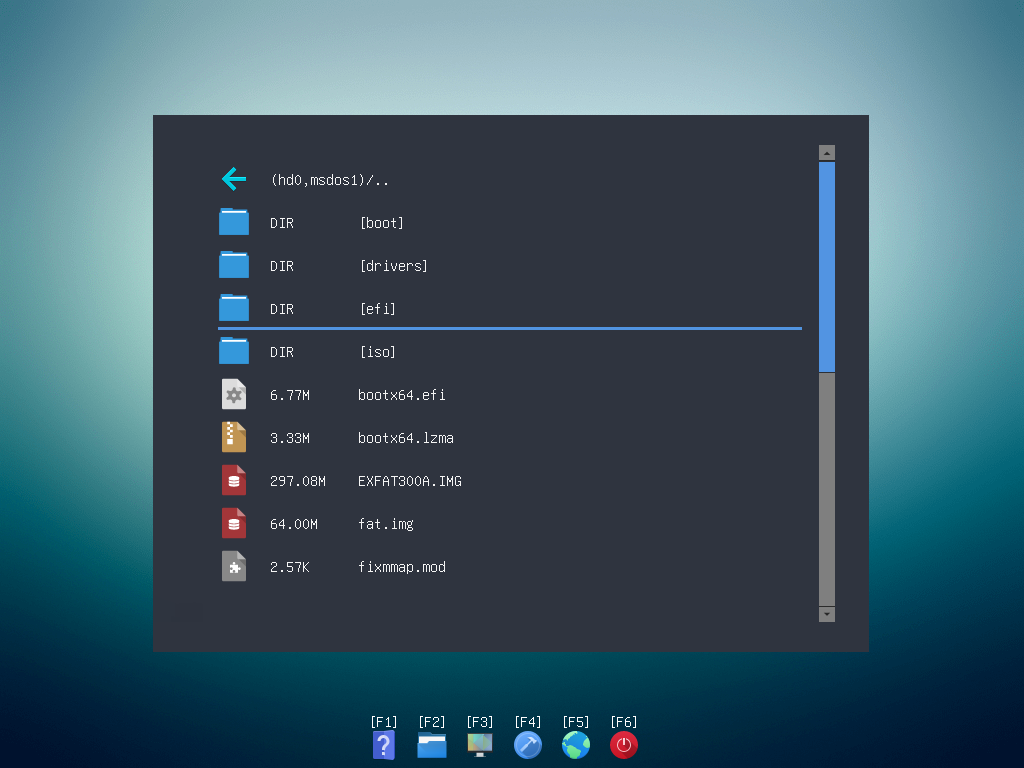 (hd0,msdos1)/..
DIR [boot]
DIR [drivers]
DIR [efi]
DIR [iso]
6.77M bootx64.efi
3.33M bootx64.lzma
297.08M EXFAT300A.IMG
64.00M fat.img
2.57K fixmmap.mod
[F1] [F2] [F3] [F4] [F5] [F6]
?